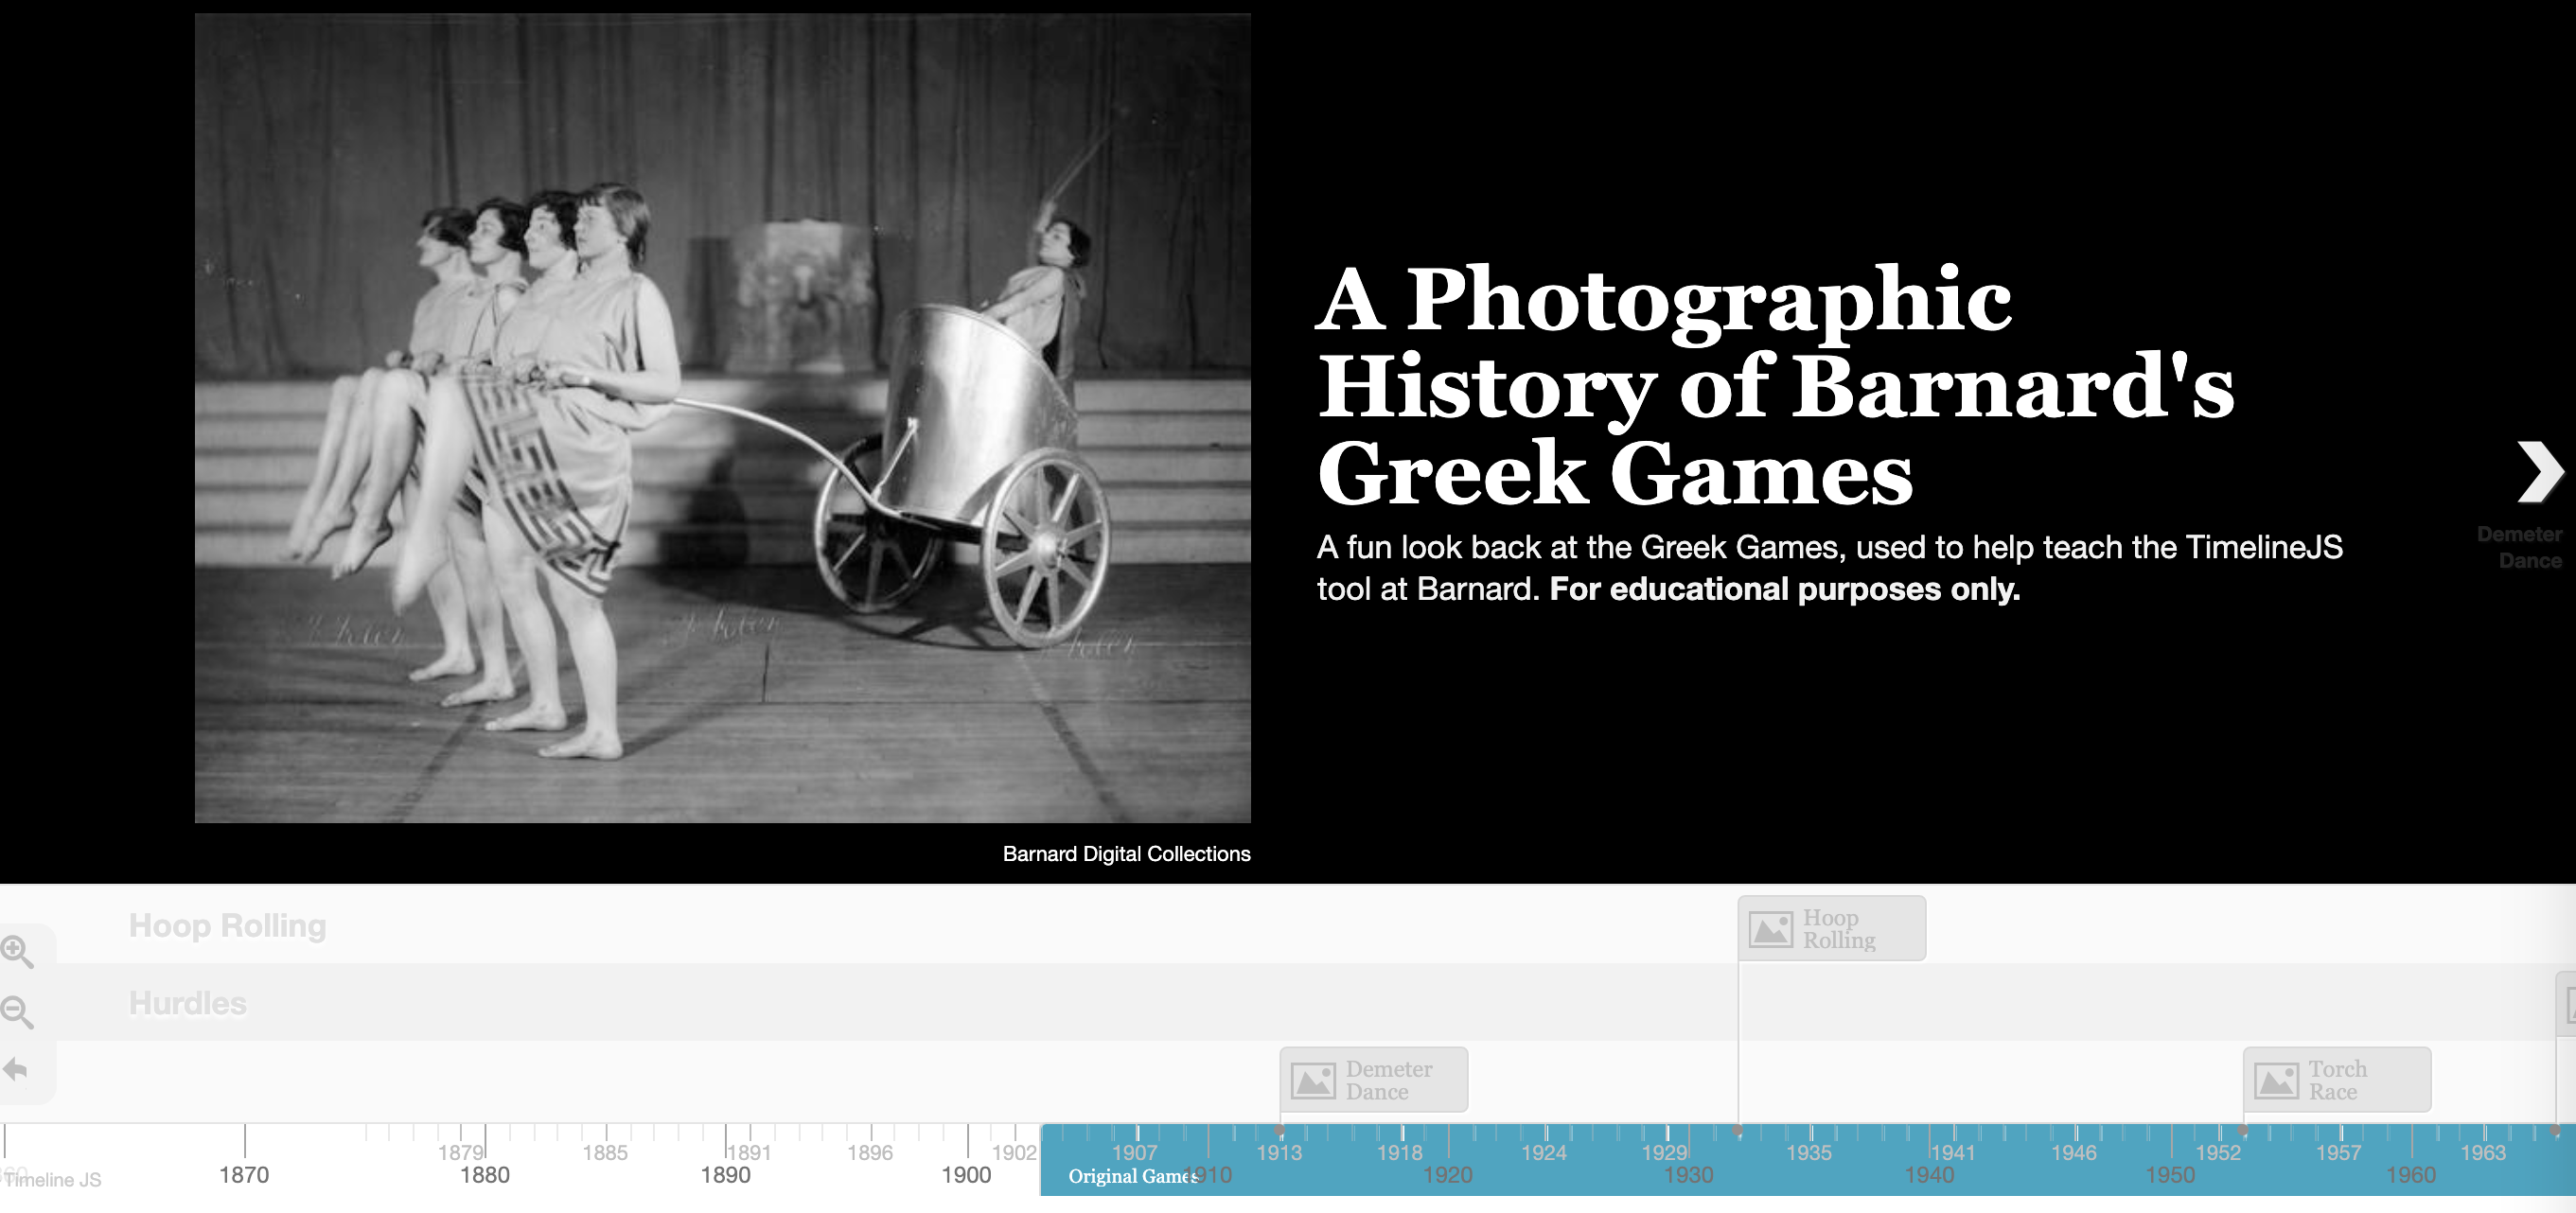 A Photographic
History of Barnard's
Greek Games
A fun look back at the Greek Games, used to help teach the TimelineJS
tool at Barnard. For educational purposes only.
Demeter
Dance
Barnard Digital Collections
Hoop Rolling
Hoop
Rolling
Hurdles
Demeter
Dance
Torch
Race
1879 1885 1891 1896 1902 1907 1913 1918 1924 1929 1935 1941 1946 1952 1957 1963
1870 1880 1890 1900 1910 1920 1930 1940 1950 1960
Timeline JS
Original Games